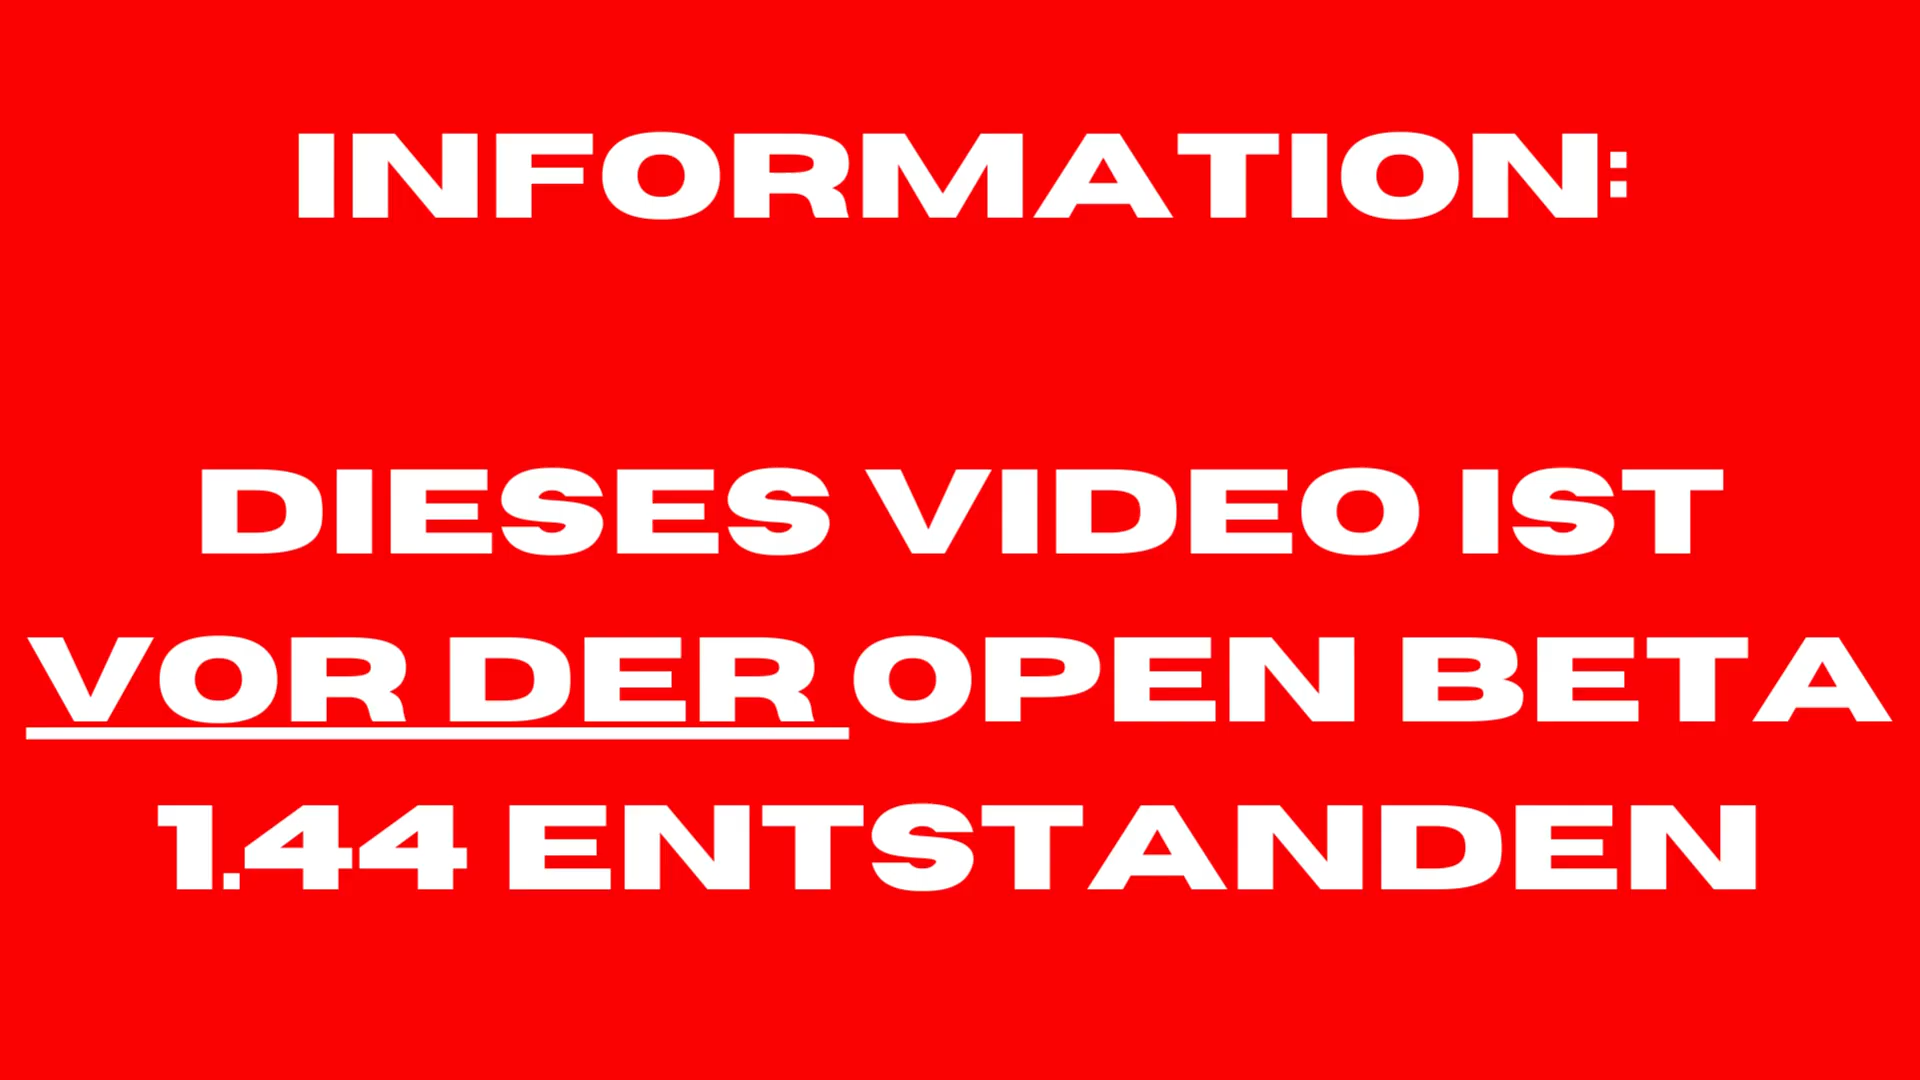 INFORMATION:
DIESES VIDEO IST
VOR DER OPEN BETA
1.44 ENTSTANDEN